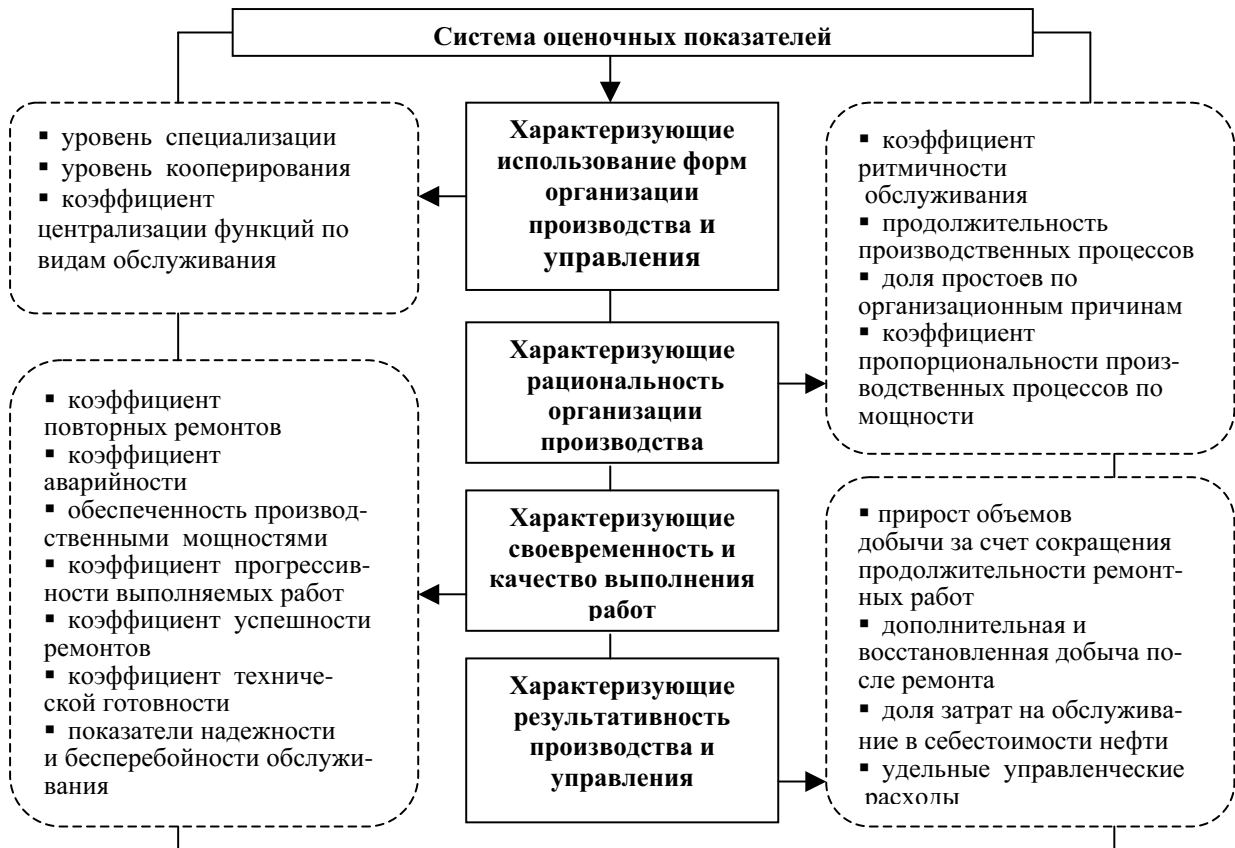 Система оценочных показателей
▪ уровень специализации
▪ уровень кооперирования
▪ коэффициент
централизации функций по
видам обслуживания
Характеризующие
использование форм
организации
производства и
управления
▪ коэффициент
ритмичности
обслуживания
▪ продолжительность
производственных процессов
▪ доля простоев по
организационным причинам
▪ коэффициент
пропорциональности произ-
водственных процессов по
мощности
Характеризующие
рациональность
организации
производства
▪ коэффициент
повторных ремонтов
▪ коэффициент
аварийности
▪ обеспеченность производ-
ственными мощностями
▪ коэффициент прогрессив-
ности выполняемых работ
▪ коэффициент успешности
ремонтов
▪ коэффициент техниче-
ской готовности
▪ показатели надежности
и бесперебойности обслужи-
вания
Характеризующие
своевременность и
качество выполнения
работ
▪ прирост объемов
добычи за счет сокращения
продолжительности ремонт-
ных работ
▪ дополнительная и
восстановленная добыча по-
сле ремонта
▪ доля затрат на обслужива-
ние в себестоимости нефти
▪ удельные управленческие
расходы
Характеризующие
результативность
производства и
управления